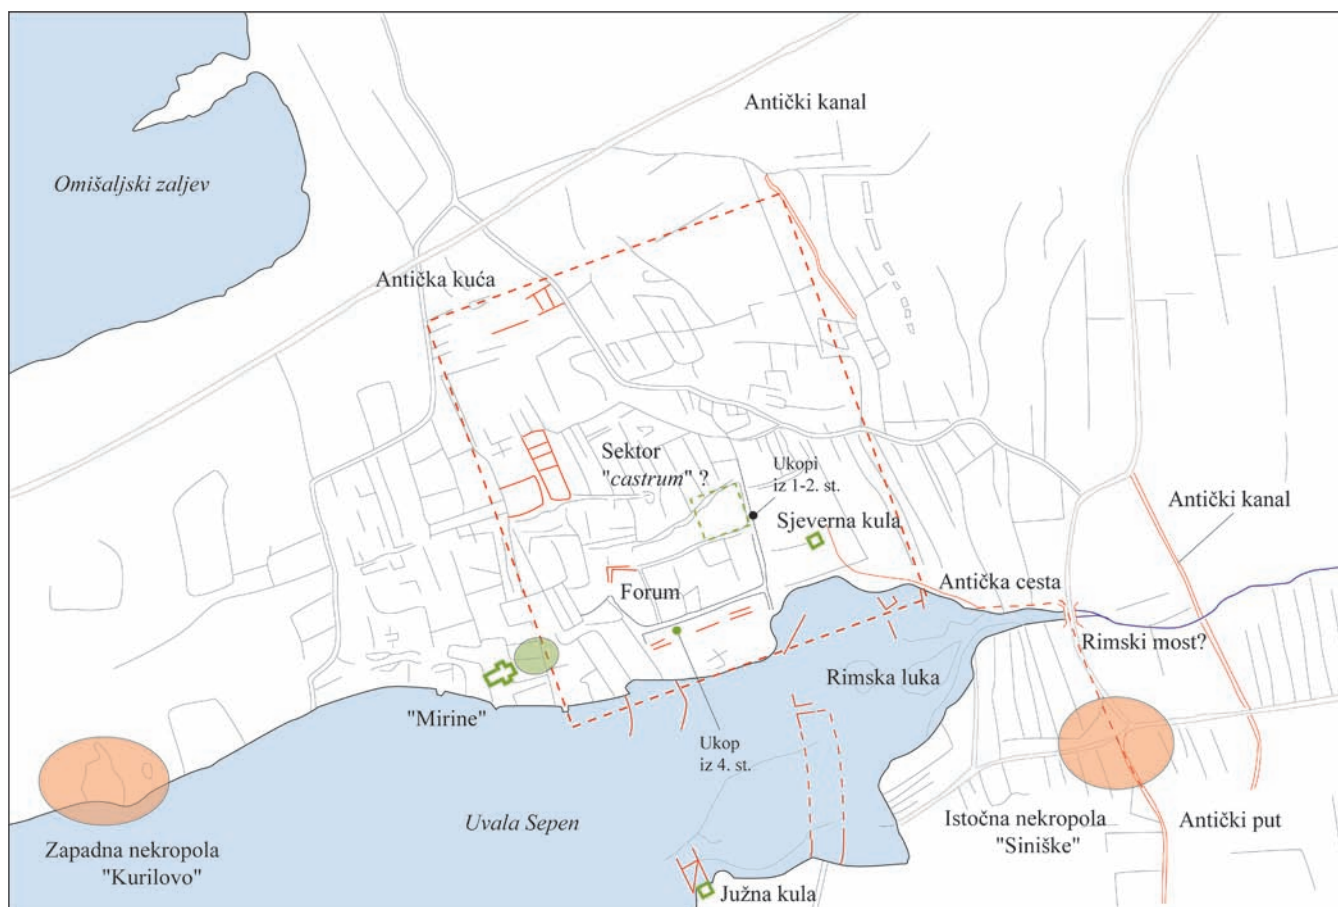 Antički kanal
Omišaljski zaljev
Antička kuća
Sektor
"castrum" ?
Ukopi
iz 1-2. st.
Sjeverna kula
Antički kanal
Antička cesta
Forum
Rimski most?
Rimska luka
"Mirine"
Ukop
iz 4. st.
Uvala Sepen
Istočna nekropola
"Siniške"
Antički put
Zapadna nekropola
"Kurilovo"
Južna kula